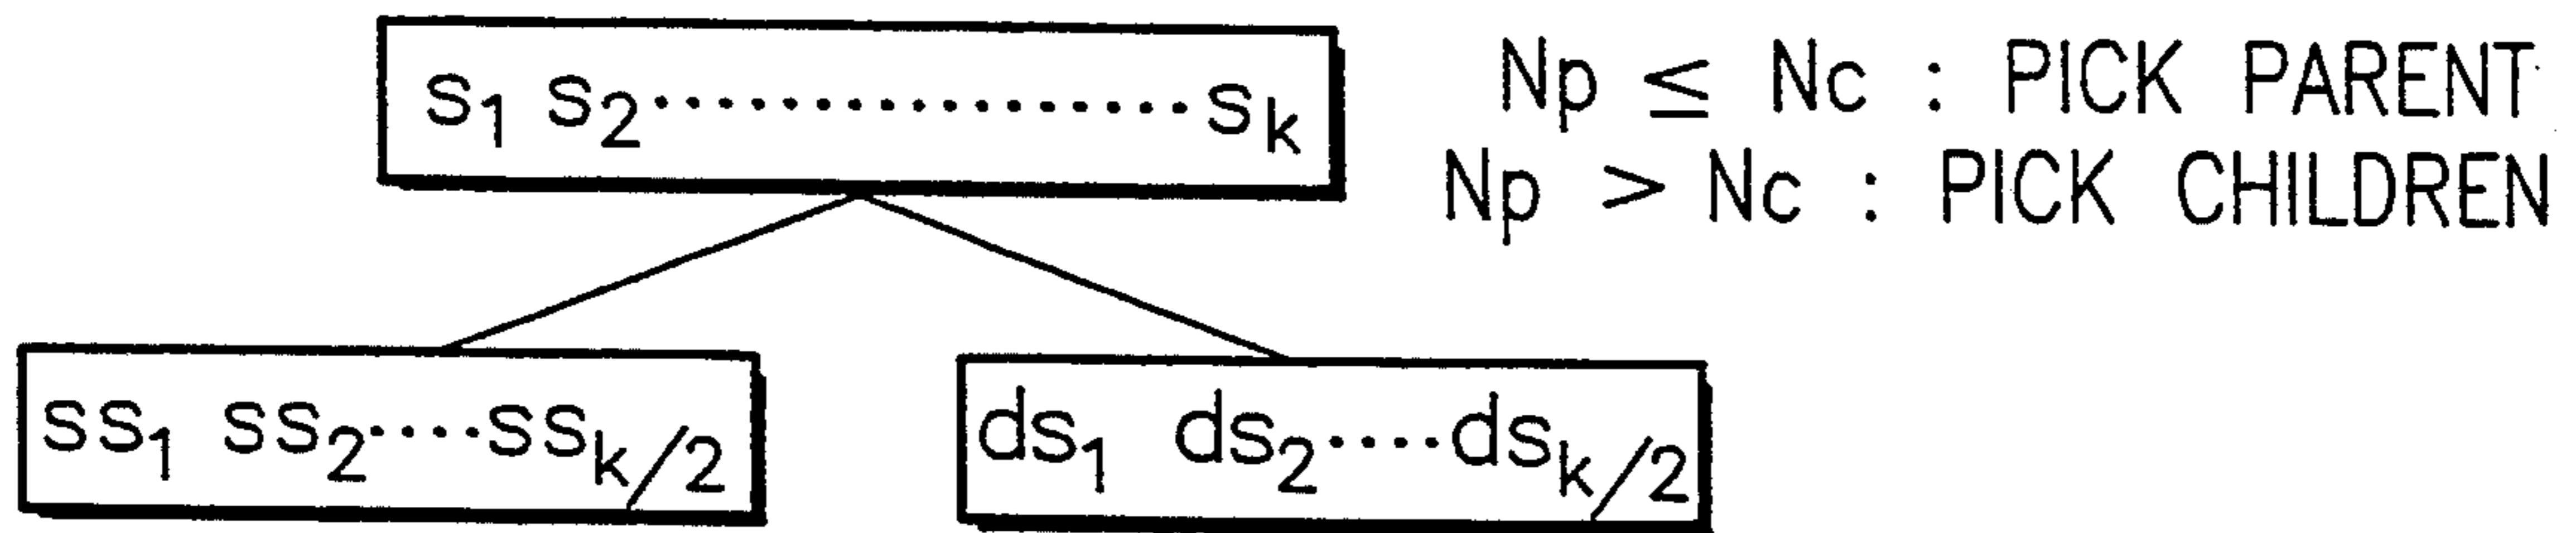 s₁ s₂··················sₖ
Np ≤ Nc : PICK PARENT
Np > Nc : PICK CHILDREN
ss₁ ss₂····ssₖ/₂
ds₁ ds₂····dsₖ/₂